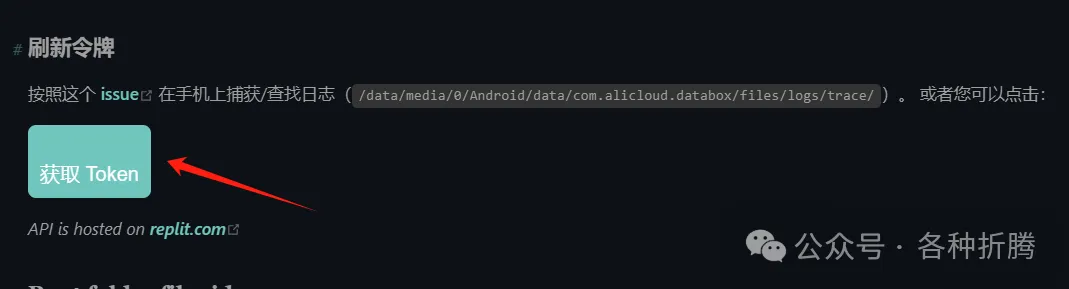 # 刷新令牌
按照这个 issue 在手机上捕获/查找日志（/data/media/0/Android/data/com.alicloud.databox/files/logs/trace/）。 或者您可以点击：
获取 Token
API is hosted on replit.com
公众号 · 各种折腾